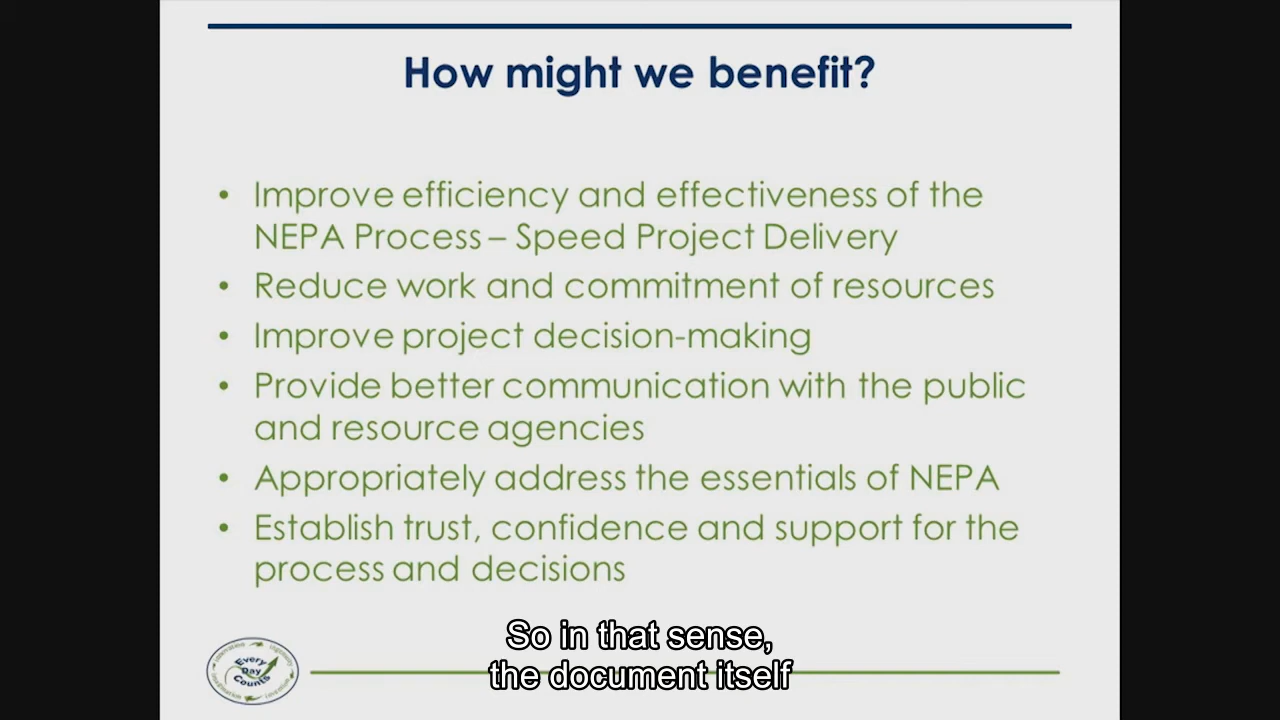 How might we benefit?
• Improve efficiency and effectiveness of the
NEPA Process – Speed Project Delivery
• Reduce work and commitment of resources
• Improve project decision-making
• Provide better communication with the public
and resource agencies
• Appropriately address the essentials of NEPA
• Establish trust, confidence and support for the
process and decisions
So in that sense,
the document itself
Every
Day
Counts